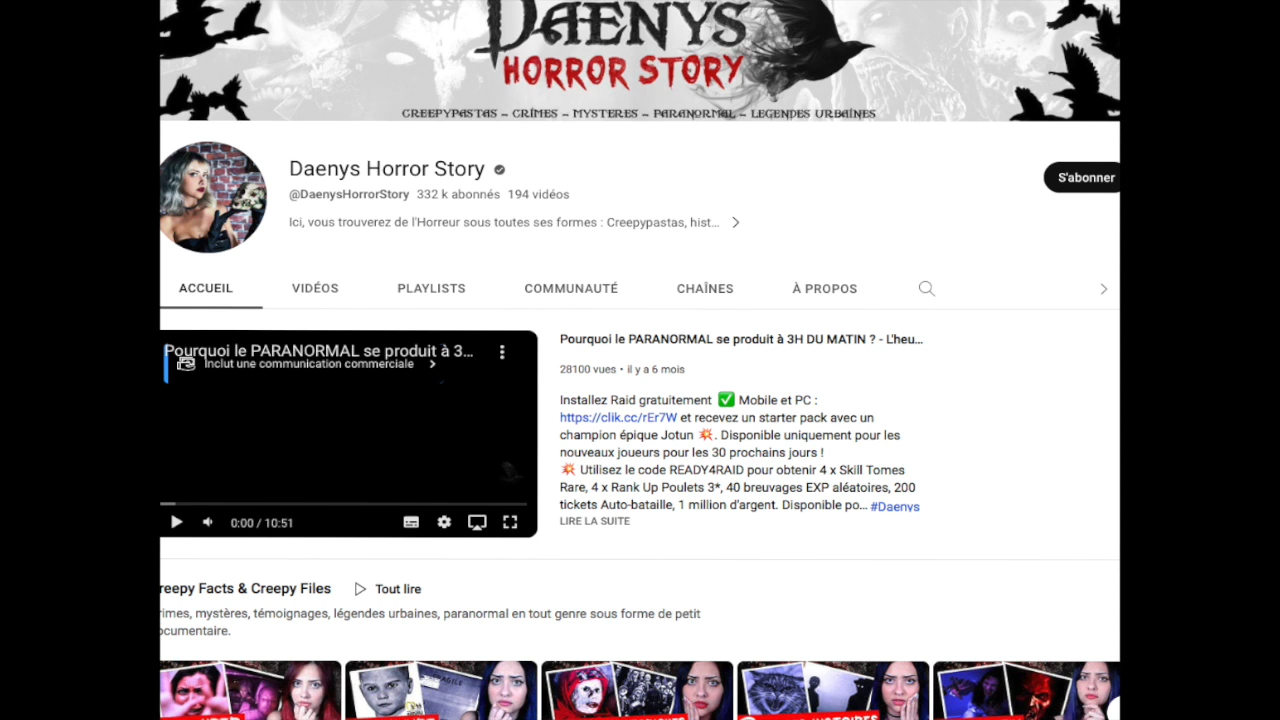 DAENYS
HORROR STORY
CREEPYPASTAS – CRIMES – MYSTERES – PARANORMAL – LEGENDES URBAINES
Daenys Horror Story
@DaenysHorrorStory 332 k abonnés 194 vidéos
S'abonner
Ici, vous trouverez de l'Horreur sous toutes ses formes : Creepypastas, hist...
ACCUEIL VIDÉOS PLAYLISTS COMMUNAUTÉ CHAÎNES À PROPOS
Pourquoi le PARANORMAL se produit à 3...
Inclut une communication commerciale
0:00 / 10:51
Pourquoi le PARANORMAL se produit à 3H DU MATIN ? - L'heu...
28100 vues • il y a 6 mois
Installez Raid gratuitement ✅ Mobile et PC :
https://clik.cc/rEr7W et recevez un starter pack avec un
champion épique Jotun 💥. Disponible uniquement pour les
nouveaux joueurs pour les 30 prochains jours !
💥 Utilisez le code READY4RAID pour obtenir 4 x Skill Tomes
Rare, 4 x Rank Up Poulets 3*, 40 breuvages EXP aléatoires, 200
tickets Auto-bataille, 1 million d'argent. Disponible po... #Daenys
LIRE LA SUITE
reepy Facts & Creepy Files Tout lire
rimes, mystères, témoignages, légendes urbaines, paranormal en tout genre sous forme de petit
ocumentaire.
FRAGILE